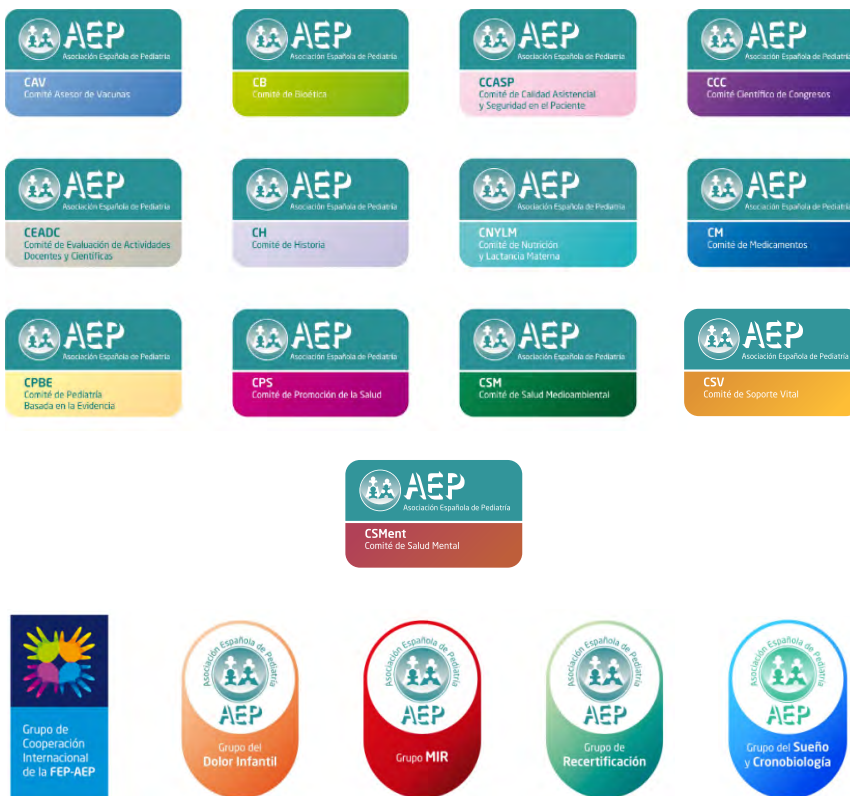 AEP
Asociación Española de Pediatría
CAV
Comité Asesor de Vacunas
AEP
Asociación Española de Pediatría
CB
Comité de Bioética
AEP
Asociación Española de Pediatría
CCASP
Comité de Calidad Asistencial
y Seguridad en el Paciente
AEP
Asociación Española de Pediatría
CCC
Comité Científico de Congresos
AEP
Asociación Española de Pediatría
CEADC
Comité de Evaluación de Actividades
Docentes y Científicas
AEP
Asociación Española de Pediatría
CH
Comité de Historia
AEP
Asociación Española de Pediatría
CNYLM
Comité de Nutrición
y Lactancia Materna
AEP
Asociación Española de Pediatría
CM
Comité de Medicamentos
AEP
Asociación Española de Pediatría
CPBE
Comité de Pediatría
Basada en la Evidencia
AEP
Asociación Española de Pediatría
CPS
Comité de Promoción de la Salud
AEP
Asociación Española de Pediatría
CSM
Comité de Salud Medioambiental
AEP
Asociación Española de Pediatría
CSV
Comité de Soporte Vital
AEP
Asociación Española de Pediatría
CSMent
Comité de Salud Mental
Grupo de
Cooperación
Internacional
de la FEP-AEP
Asociación Española de Pediatría
AEP
Grupo del
Dolor Infantil
Asociación Española de Pediatría
AEP
Grupo MIR
Asociación Española de Pediatría
AEP
Grupo de
Recertificación
Asociación Española de Pediatría
AEP
Grupo del Sueño
y Cronobiología